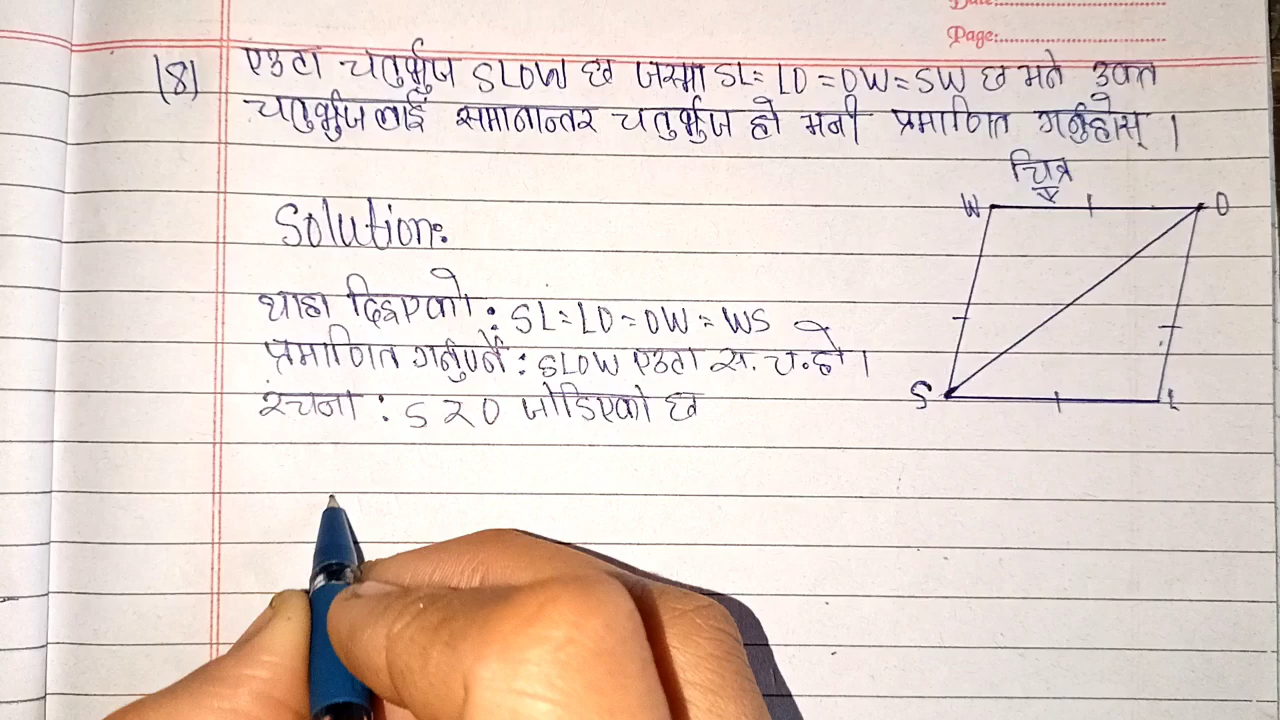 Date:
Page:
(8) एउटा चतुर्भुज SLOW छ जसमा SL = LO = OW = SW छ भने उक्त
चतुर्भुजलाई समानान्तर चतुर्भुज हो भनी प्रमाणित गर्नुहोस् ।
चित्र
W O
Solution:
थाहा दिइएको : SL = LO = OW = WS
प्रमाणित गर्नुपर्ने : SLOW एउटा स. च. हो ।
S L
रचना : S र O जोडिएको छ